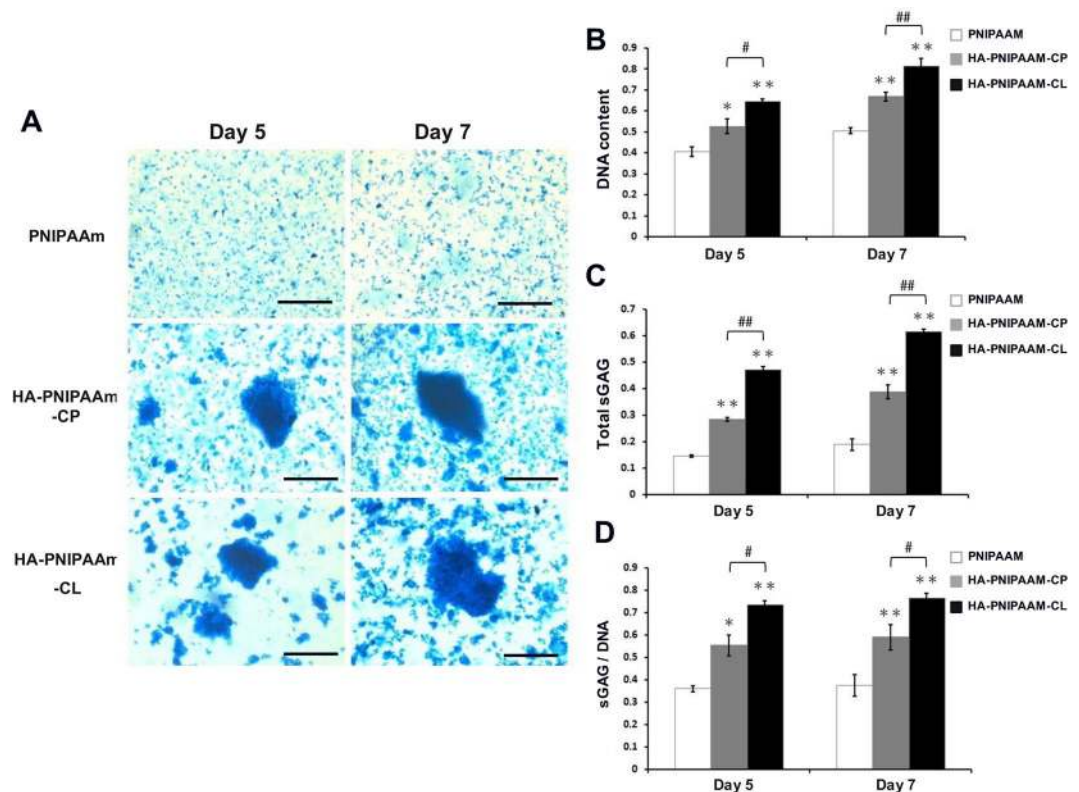 A
Day 5
Day 7
PNIPAAm
HA-PNIPAAm
-CP
HA-PNIPAAm
-CL
B
DNA content
0.9
0.8
0.7
0.6
0.5
0.4
0.3
0.2
0.1
0
*
#
**
**
##
**
Day 5
Day 7
PNIPAAM
HA-PNIPAAM-CP
HA-PNIPAAM-CL
C
Total sGAG
0.7
0.6
0.5
0.4
0.3
0.2
0.1
0
**
##
**
**
##
**
Day 5
Day 7
PNIPAAM
HA-PNIPAAM-CP
HA-PNIPAAM-CL
D
sGAG / DNA
0.9
0.8
0.7
0.6
0.5
0.4
0.3
0.2
0.1
0
*
#
**
**
#
**
Day 5
Day 7
PNIPAAM
HA-PNIPAAM-CP
HA-PNIPAAM-CL